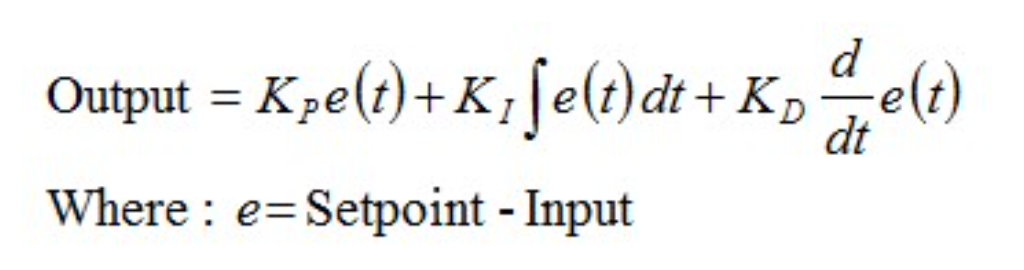 Output = K_P e(t) + K_I ∫ e(t) dt + K_D d/dt e(t)
Where : e = Setpoint - Input